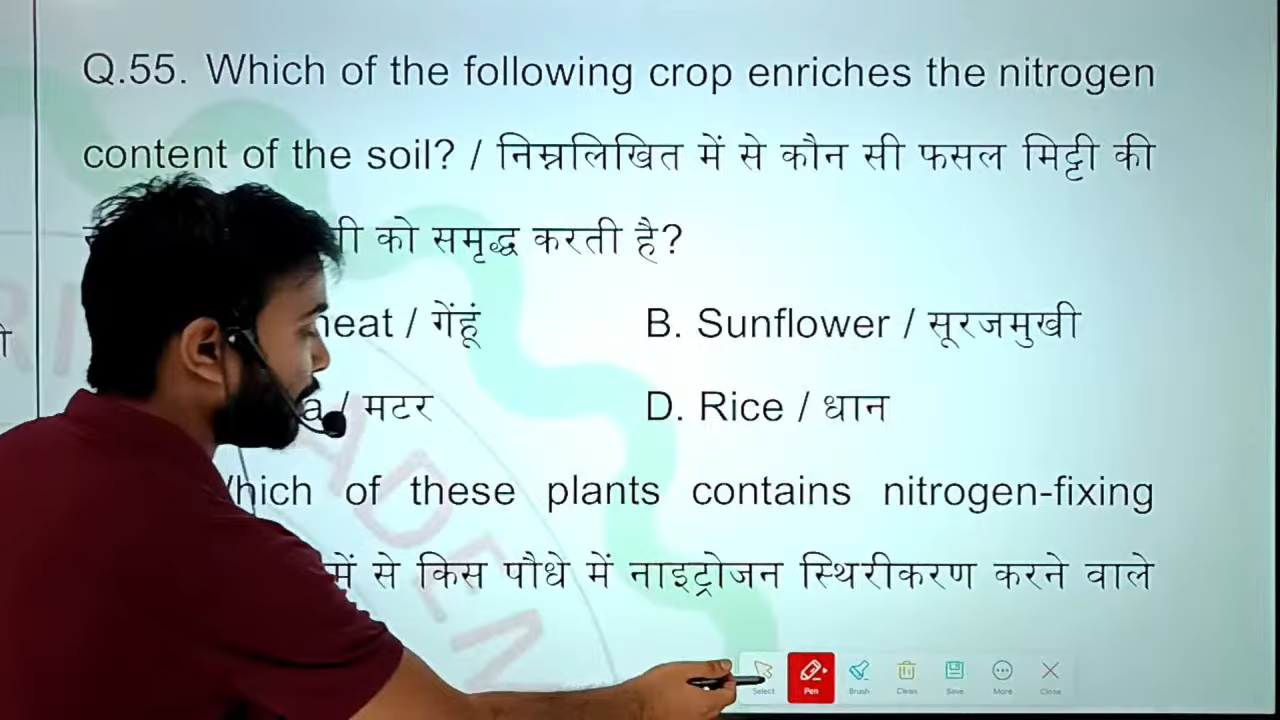 Q.55. Which of the following crop enriches the nitrogen
content of the soil? / निम्नलिखित में से कौन सी फसल मिट्टी की
को समृद्ध करती है?
गेंहूं B. Sunflower / सूरजमुखी
/ मटर D. Rice / धान
of these plants contains nitrogen-fixing
में से किस पौधे में नाइट्रोजन स्थिरीकरण करने वाले
Select Pen Brush Clean Save More Close